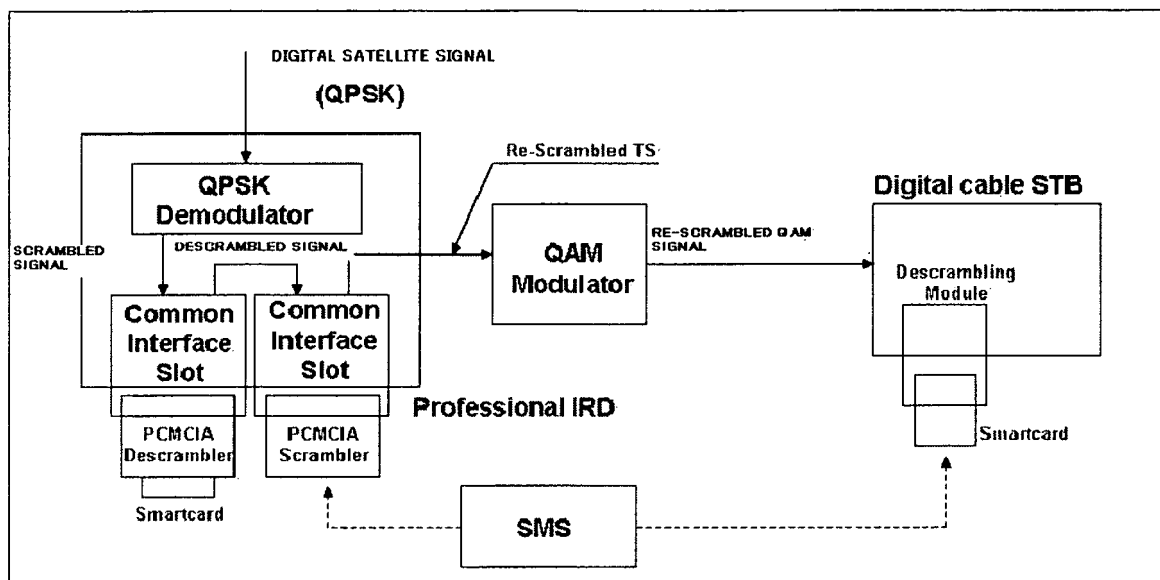 DIGITAL SATELLITE SIGNAL
(QPSK)
Re-Scrambled TS
QPSK
Demodulator
Digital cable STB
SCRAMBLED
SIGNAL
DESCRAMBLED SIGNAL
QAM
Modulator
RE-SCRAMBLED QAM
SIGNAL
Descrambling
Module
Common
Interface
Slot
Common
Interface
Slot
Professional IRD
PCMCIA
Descrambler
PCMCIA
Scrambler
Smartcard
Smartcard
SMS